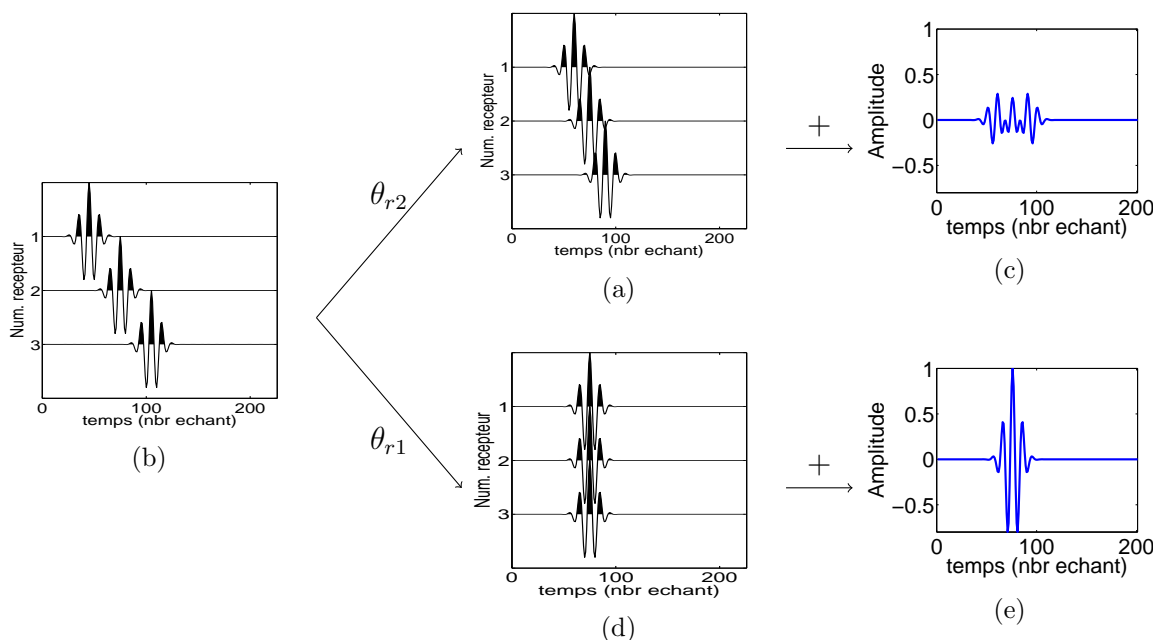 Num. recepteur
1
2
3
0
100
200
temps (nbr echant)
(b)
θr2
θr1
Num. recepteur
1
2
3
0
100
200
temps (nbr echant)
(a)
+
Amplitude
1
0.5
0
−0.5
0
100
200
temps (nbr echant)
(c)
Num. recepteur
1
2
3
0
100
200
temps (nbr echant)
(d)
+
Amplitude
1
0.5
0
−0.5
0
100
200
temps (nbr echant)
(e)